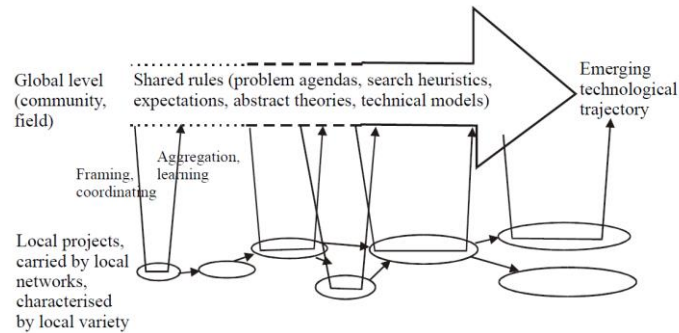 Global level
(community,
field)
Shared rules (problem agendas, search heuristics,
expectations, abstract theories, technical models)
Emerging
technological
trajectory
Framing,
coordinating
Aggregation,
learning
Local projects,
carried by local
networks,
characterised
by local variety